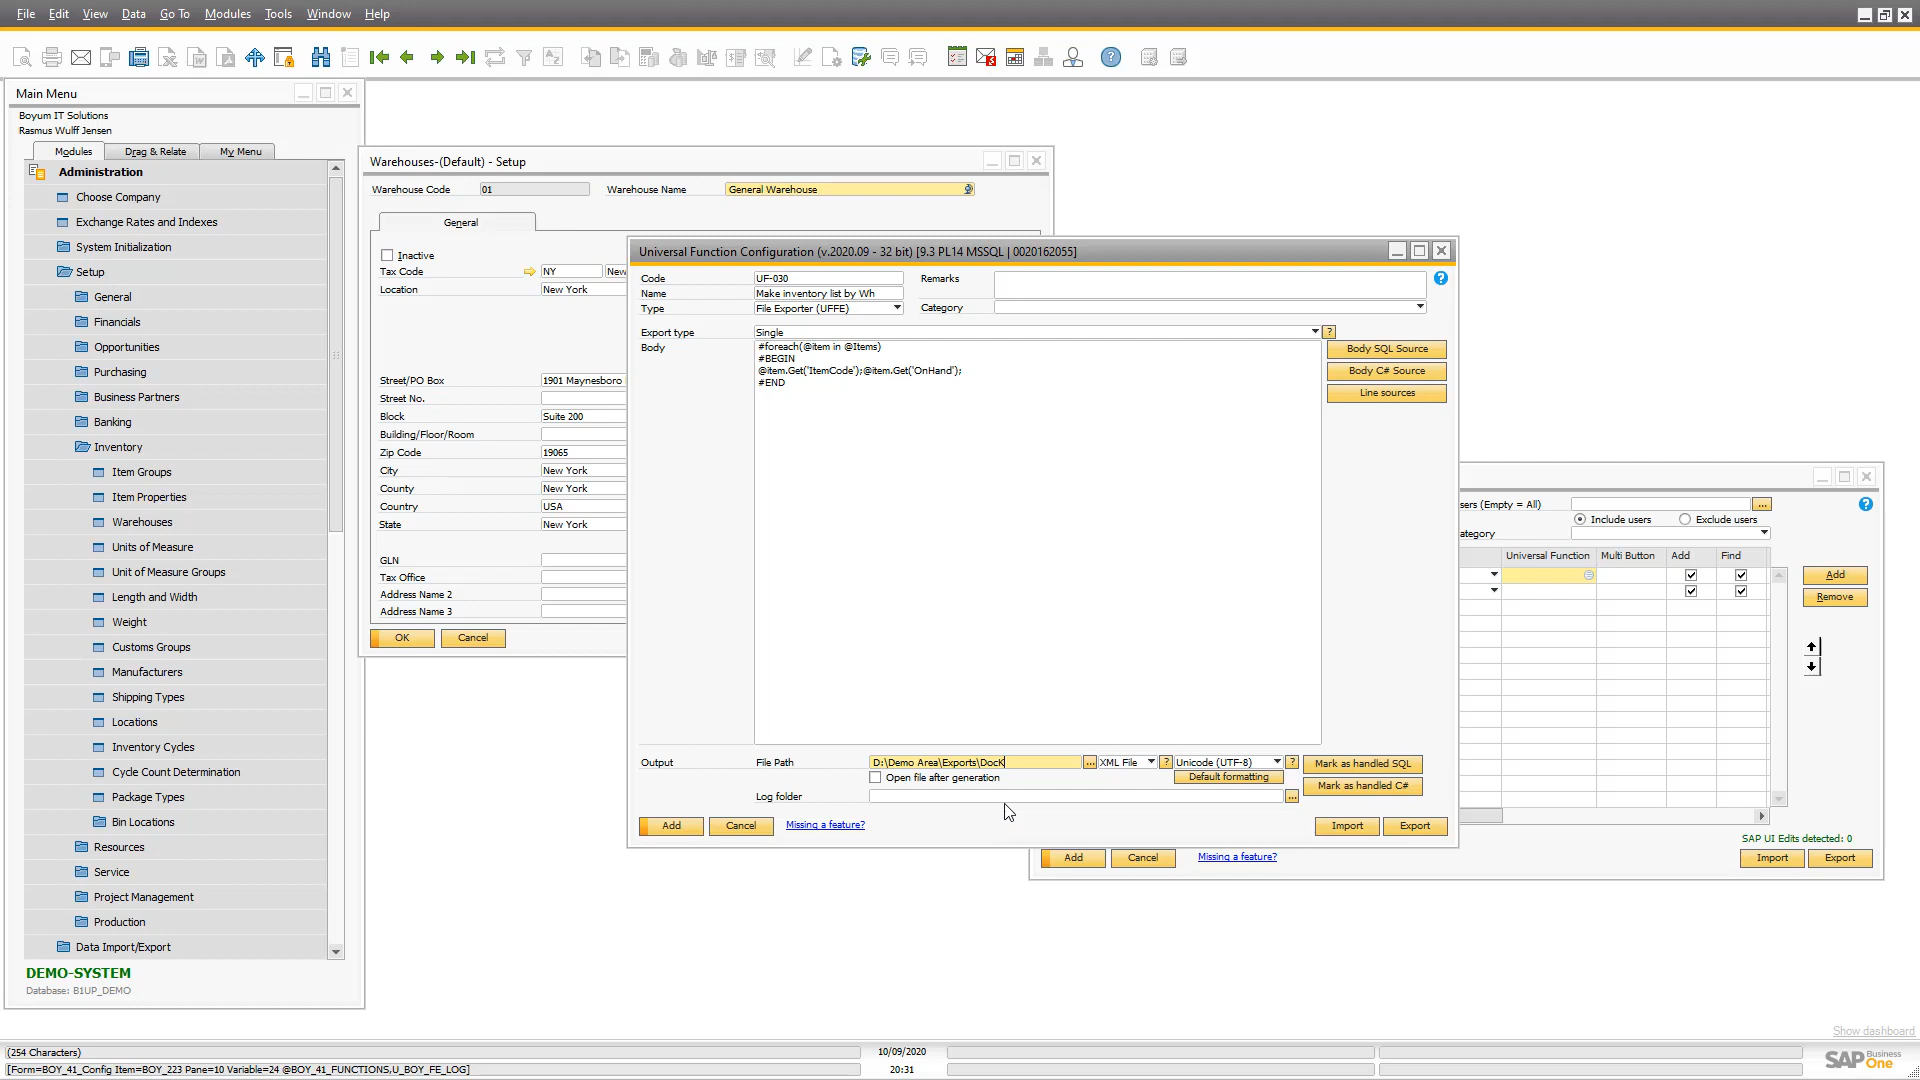 File Edit View Data Go To Modules Tools Window Help
Main Menu
Boyum IT Solutions
Rasmus Wulff Jensen
Modules Drag & Relate My Menu
Administration
Choose Company
Exchange Rates and Indexes
System Initialization
Setup
General
Financials
Opportunities
Purchasing
Business Partners
Banking
Inventory
Item Groups
Item Properties
Warehouses
Units of Measure
Unit of Measure Groups
Length and Width
Weight
Customs Groups
Manufacturers
Shipping Types
Locations
Inventory Cycles
Cycle Count Determination
Package Types
Bin Locations
Resources
Service
Project Management
Production
Data Import/Export
DEMO-SYSTEM
Database: B1UP_DEMO
Warehouses-(Default) - Setup
Warehouse Code 01 Warehouse Name General Warehouse
General
Inactive
Tax Code NY New
Location New York
Street/PO Box 1901 Maynesboro
Street No.
Block Suite 200
Building/Floor/Room
Zip Code 19065
City New York
County New York
Country USA
State New York
GLN
Tax Office
Address Name 2
Address Name 3
OK Cancel
Universal Function Configuration (v.2020.09 - 32 bit) [9.3 PL14 MSSQL | 0020162055]
Code UF-030 Remarks
Name Make inventory list by Wh
Type File Exporter (UFFE) Category
Export type Single ?
Body
#foreach(@item in @Items)
#BEGIN
@item.Get('ItemCode');@item.Get('OnHand');
#END
Body SQL Source
Body C# Source
Line sources
Output File Path D:\Demo Area\Exports\DocK ... XML File ? Unicode (UTF-8) ? Mark as handled SQL
Open file after generation Default formatting Mark as handled C#
Log folder ...
Add Cancel Missing a feature? Import Export
sers (Empty = All) ...
Include users Exclude users
ategory
Universal Function Multi Button Add Find
Add
Remove
SAP UI Edits detected: 0
Add Cancel Missing a feature? Import Export
Show dashboard
(254 Characters) 10/09/2020
[Form=BOY_41_Config Item=BOY_223 Pane=10 Variable=24 @BOY_41_FUNCTIONS,U_BOY_FE_LOG] 20:31
SAP Business One